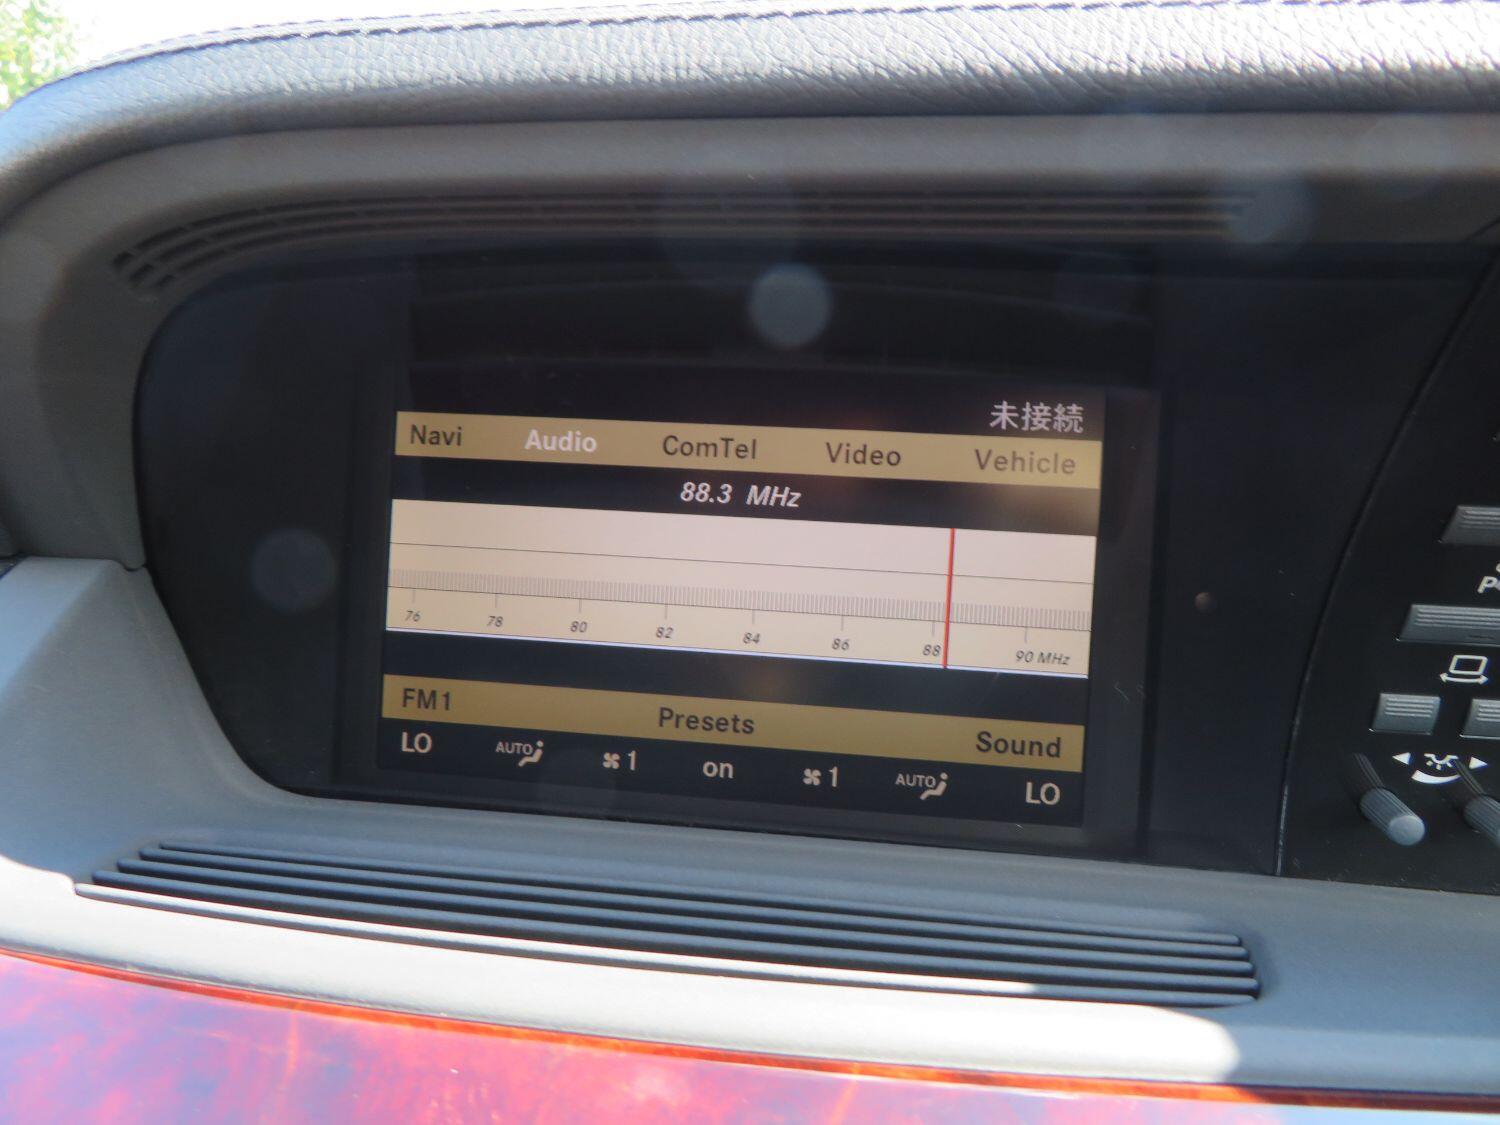 未接続
Navi Audio ComTel Video Vehicle
88.3 MHz
76 78 80 82 84 86 88 90 MHz
FM1 Presets Sound
LO AUTO 1 on 1 AUTO LO